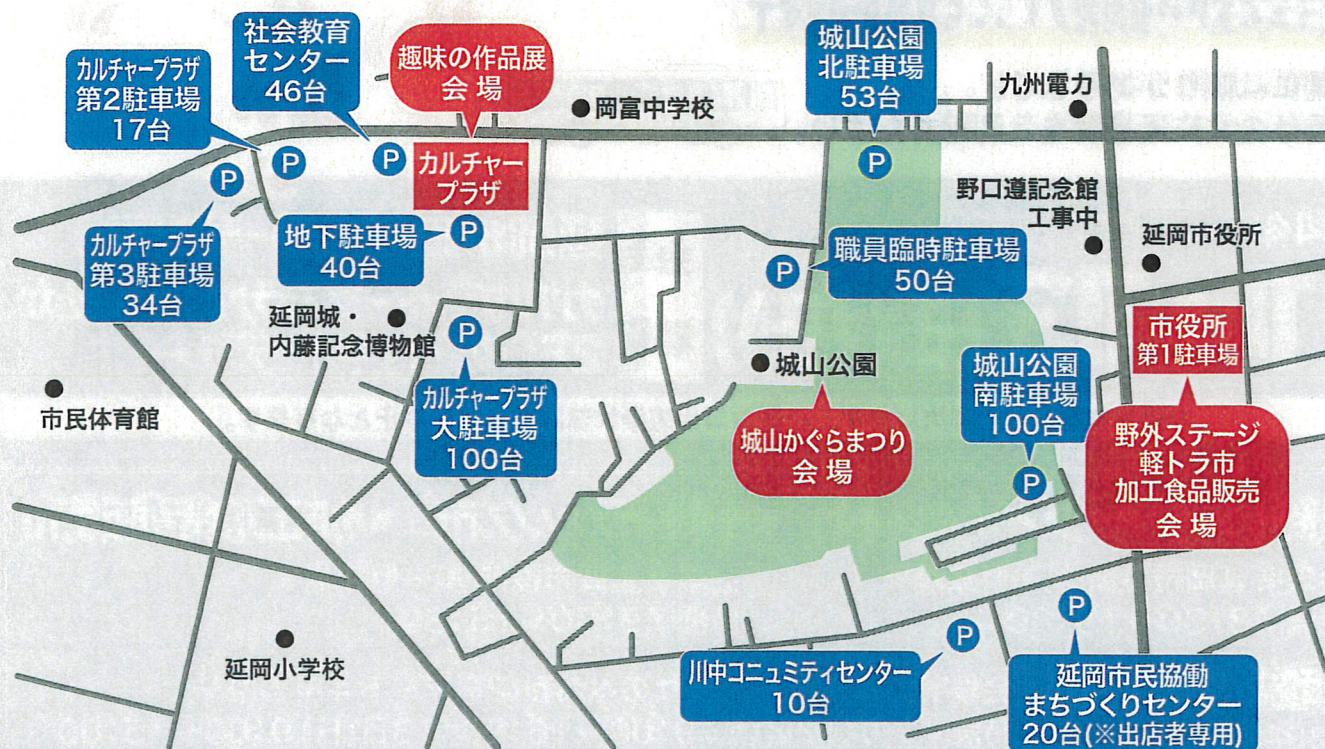 社会教育
センター
46台
カルチャープラザ
第2駐車場
17台
趣味の作品展
会場
岡富中学校
城山公園
北駐車場
53台
九州電力
P
P
P
P
カルチャー
プラザ
P
地下駐車場
40台
カルチャープラザ
第3駐車場
34台
野口遵記念館
工事中
延岡市役所
P
職員臨時駐車場
50台
延岡城・
内藤記念博物館
P
カルチャープラザ
大駐車場
100台
市民体育館
城山公園
城山かぐらまつり
会場
城山公園
南駐車場
100台
P
市役所
第1駐車場
野外ステージ
軽トラ市
加工食品販売
会場
延岡小学校
P
川中コニュミティセンター
10台
P
延岡市民協働
まちづくりセンター
20台(※出店者専用)